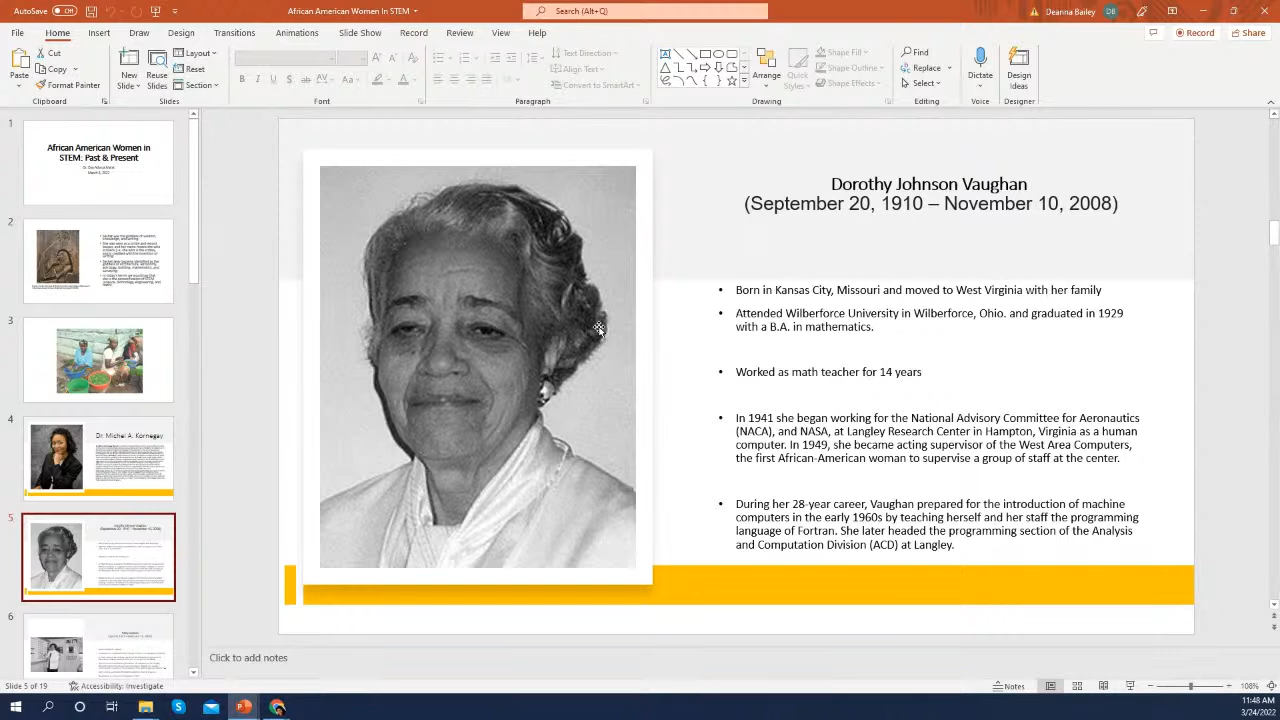 AutoSave
African American Women in STEM
Search (Alt+Q)
Deanna Bailey
DB
File Home Insert Draw Design Transitions Animations Slide Show Record Review View Help
Record
Share
Paste
Cut
Copy
Format Painter
Clipboard
New
Slide
Reuse
Slides
Layout
Reset
Section
Slides
Font
Text Direction
Align Text
Convert to SmartArt
Paragraph
Arrange
Quick
Styles
Shape Fill
Shape Outline
Shape Effects
Drawing
Find
Replace
Select
Editing
Dictate
Voice
Design
Ideas
Designer
1
African American Women in
STEM: Past & Present
2
3
4
Dr. Michel A. Kornegay
5
6
Dorothy Johnson Vaughan
(September 20, 1910 – November 10, 2008)
• Born in Kansas City, Missouri and moved to West Virginia with her family
• Attended Wilberforce University in Wilberforce, Ohio. and graduated in 1929
with a B.A. in mathematics.
• Worked as math teacher for 14 years
• In 1941 she began working for the National Advisory Committee for Aeronautics
(NACA), and NASA, at Langley Research Center in Hampton, Virginia as a human
computer. In 1949, she became acting supervisor of the West Area Computers,
the first African-American woman to supervise a group of staff at the center.
• During her 28-year career, Vaughan prepared for the introduction of machine
computers in the early 1960s by teaching herself and her staff the programming
language of Fortran. She later headed the programming section of the Analysis
and Computation Division (ACD) at Langley.
Click to add notes
Slide 5 of 19
Accessibility: Investigate
Notes
108%
11:48 AM
3/24/2022